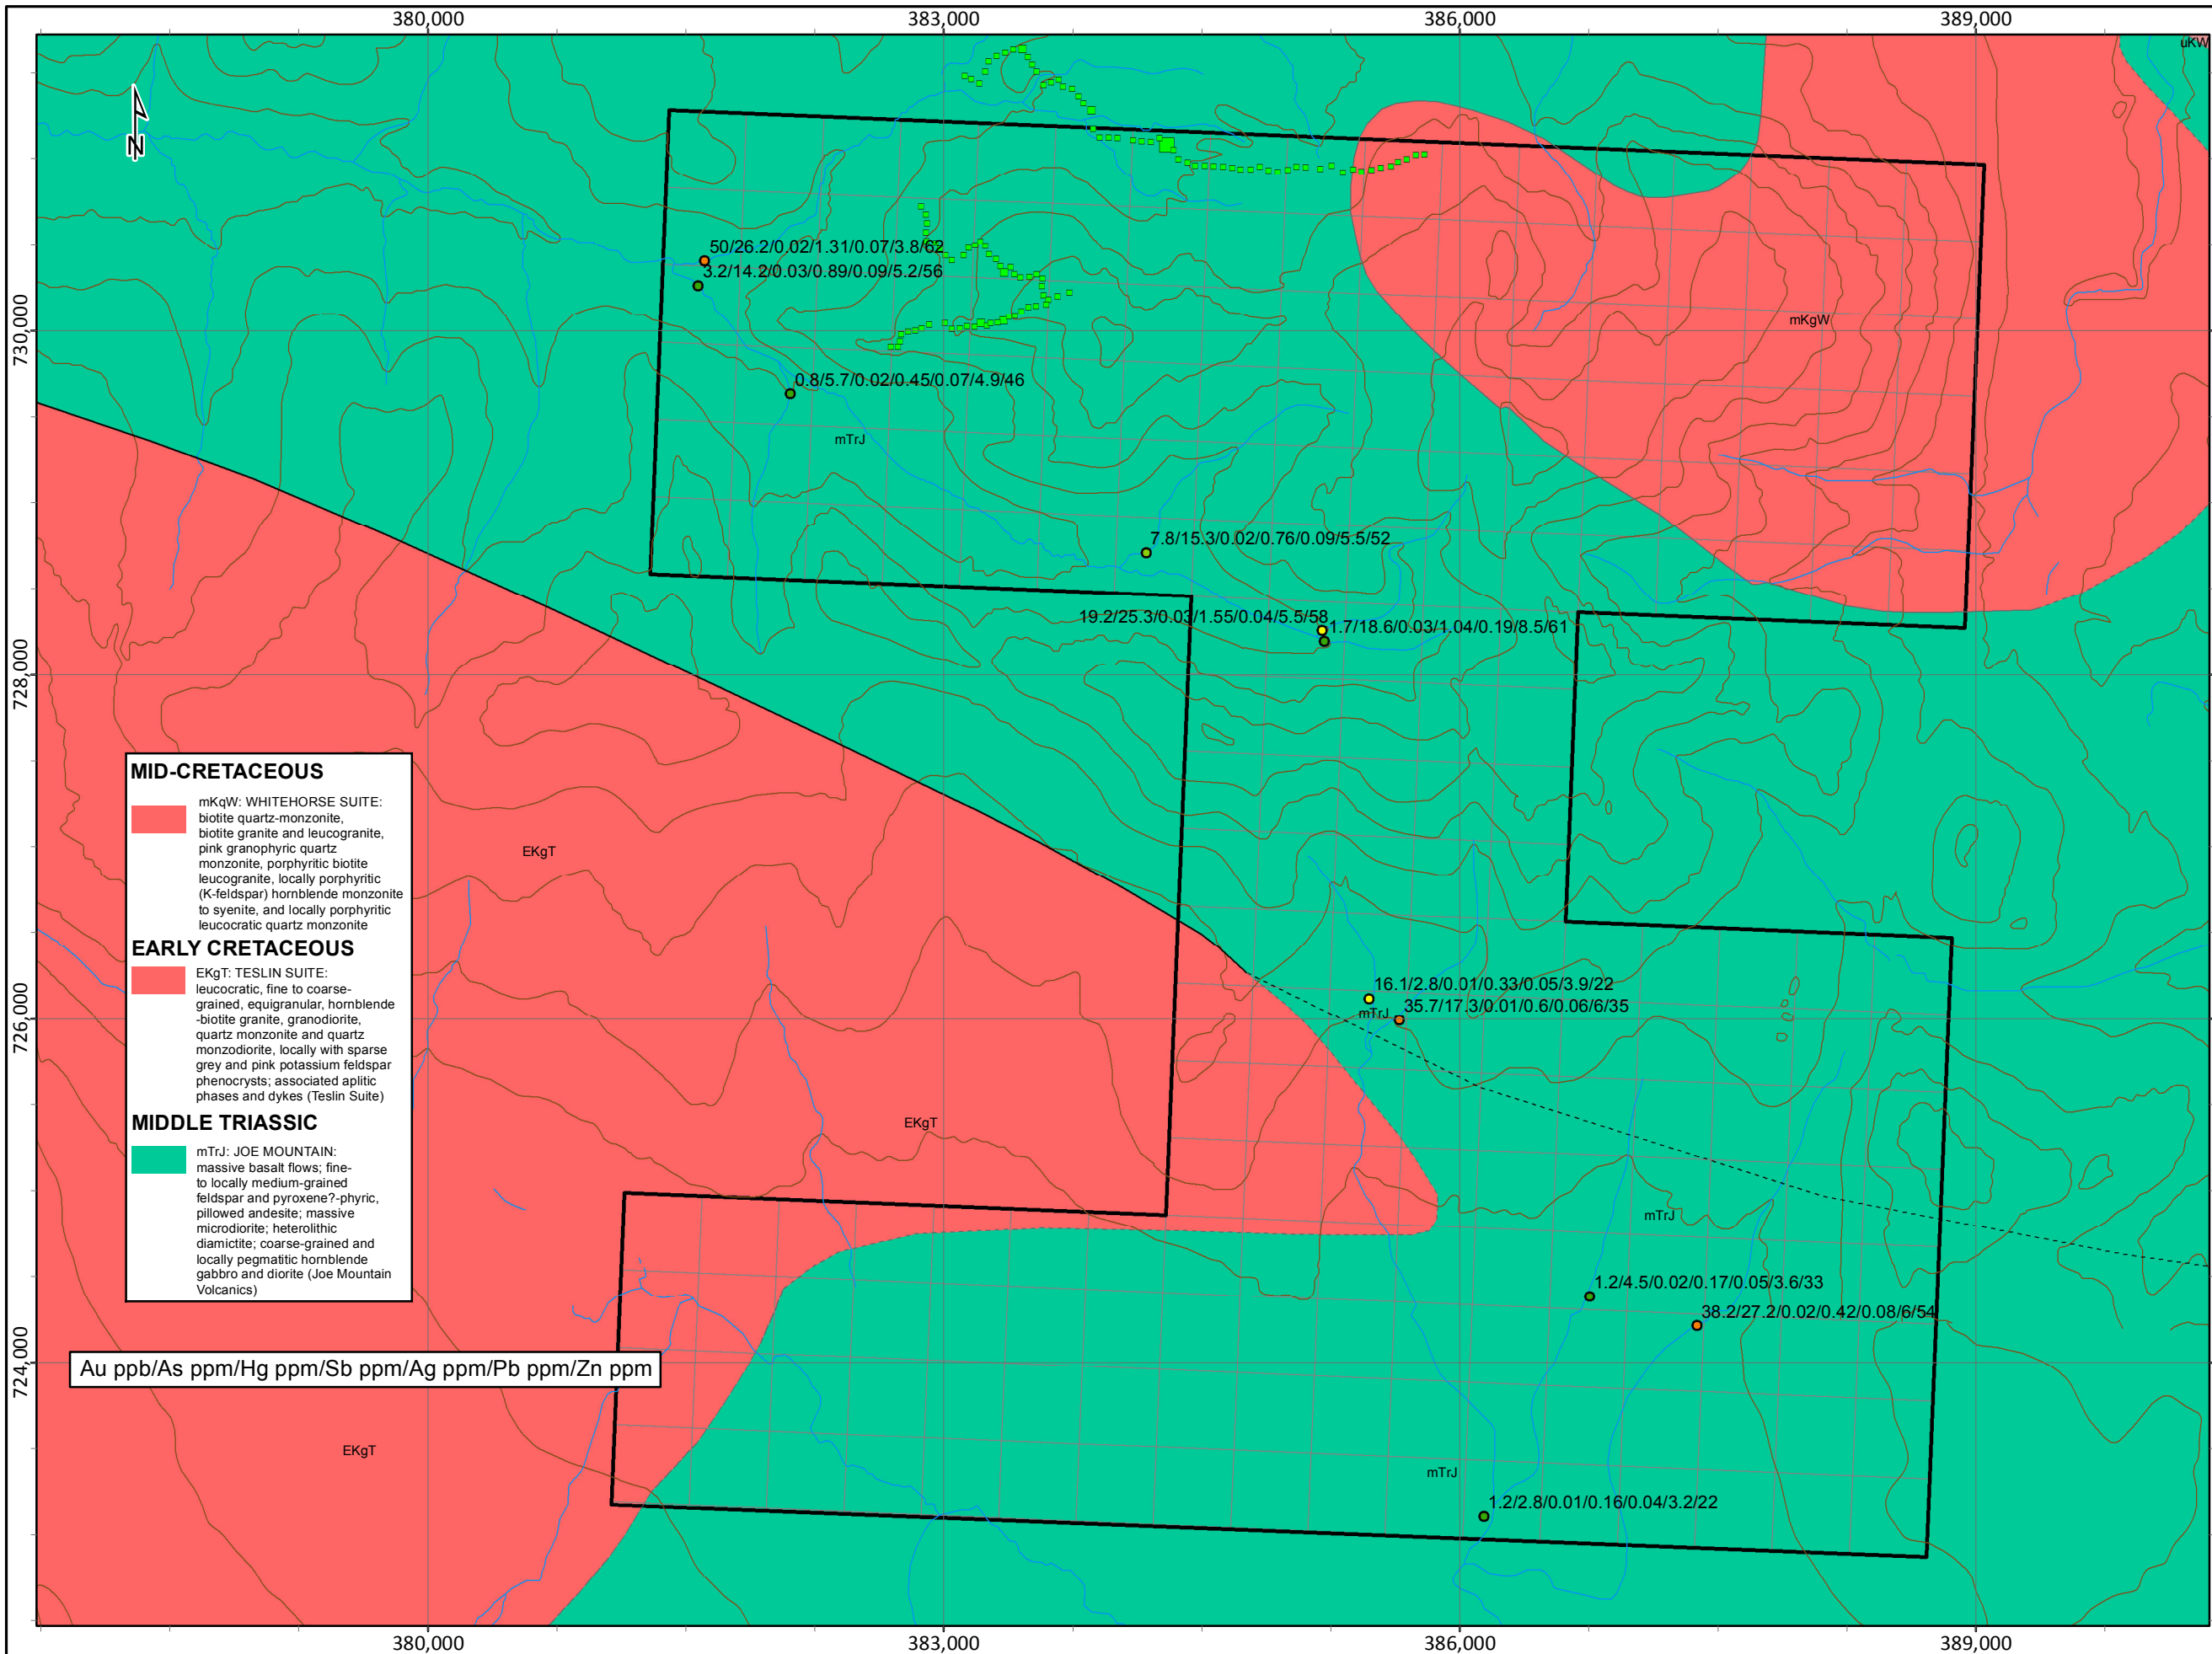 380,000
383,000
386,000
389,000
uKW
N
50/26.2/0.02/1.31/0.07/3.8/62
3.2/14.2/0.03/0.89/0.09/5.2/56
730,000
mKgW
0.8/5.7/0.02/0.45/0.07/4.9/46
mTrJ
7.8/15.3/0.02/0.76/0.09/5.5/52
19.2/25.3/0.03/1.55/0.04/5.5/58
1.7/18.6/0.03/1.04/0.19/8.5/61
728,000
MID-CRETACEOUS
mKqW: WHITEHORSE SUITE:
biotite quartz-monzonite,
biotite granite and leucogranite,
pink granophyric quartz
monzonite, porphyritic biotite
leucogranite, locally porphyritic
(K-feldspar) hornblende monzonite
to syenite, and locally porphyritic
leucocratic quartz monzonite
EARLY CRETACEOUS
EKgT: TESLIN SUITE:
leucocratic, fine to coarse-
grained, equigranular, hornblende
-biotite granite, granodiorite,
quartz monzonite and quartz
monzodiorite, locally with sparse
grey and pink potassium feldspar
phenocrysts; associated aplitic
phases and dykes (Teslin Suite)
MIDDLE TRIASSIC
mTrJ: JOE MOUNTAIN:
massive basalt flows; fine-
to locally medium-grained
feldspar and pyroxene?-phyric,
pillowed andesite; massive
microdiorite; heterolithic
diamictite; coarse-grained and
locally pegmatitic hornblende
gabbro and diorite (Joe Mountain
Volcanics)
EKgT
16.1/2.8/0.01/0.33/0.05/3.9/22
35.7/17.3/0.01/0.6/0.06/6/35
mTrJ
726,000
EKgT
mTrJ
1.2/4.5/0.02/0.17/0.05/3.6/33
38.2/27.2/0.02/0.42/0.08/6/54
724,000
Au ppb/As ppm/Hg ppm/Sb ppm/Ag ppm/Pb ppm/Zn ppm
EKgT
mTrJ
1.2/2.8/0.01/0.16/0.04/3.2/22
380,000
383,000
386,000
389,000